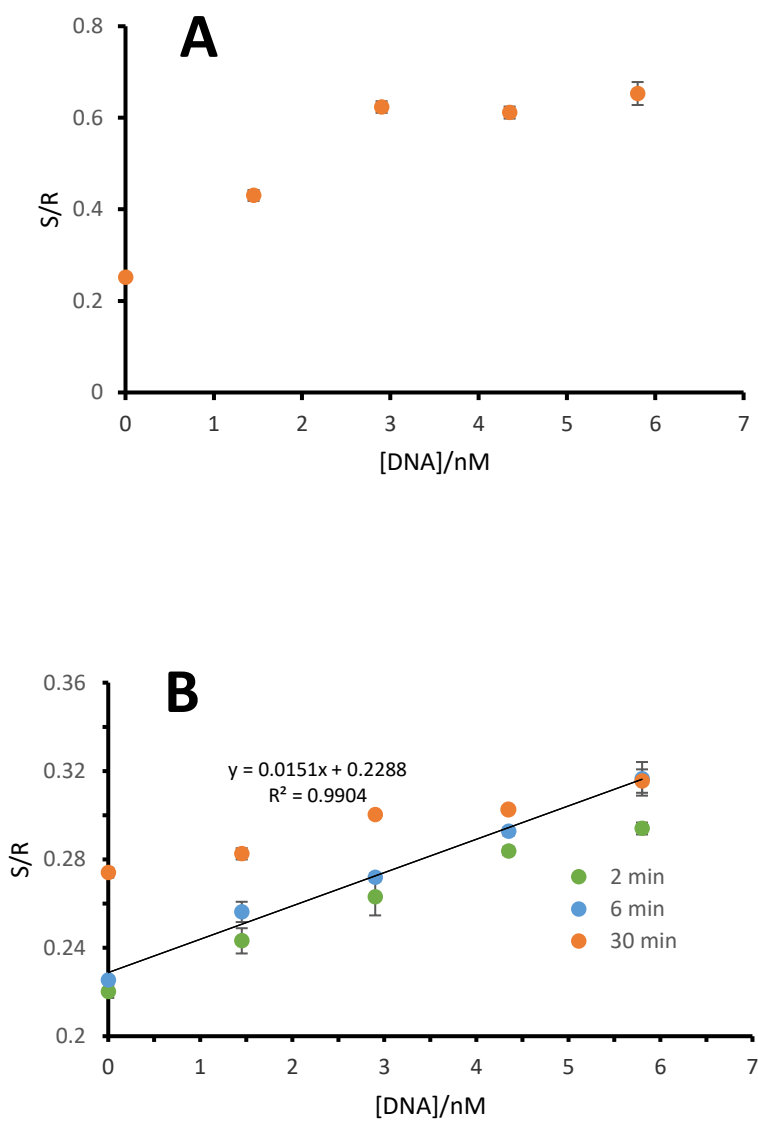 A
0.8
0.6
0.4
0.2
0
S/R
0 1 2 3 4 5 6 7
[DNA]/nM
B
0.36
0.32
0.28
0.24
0.2
S/R
y = 0.0151x + 0.2288
R² = 0.9904
2 min
6 min
30 min
0 1 2 3 4 5 6 7
[DNA]/nM